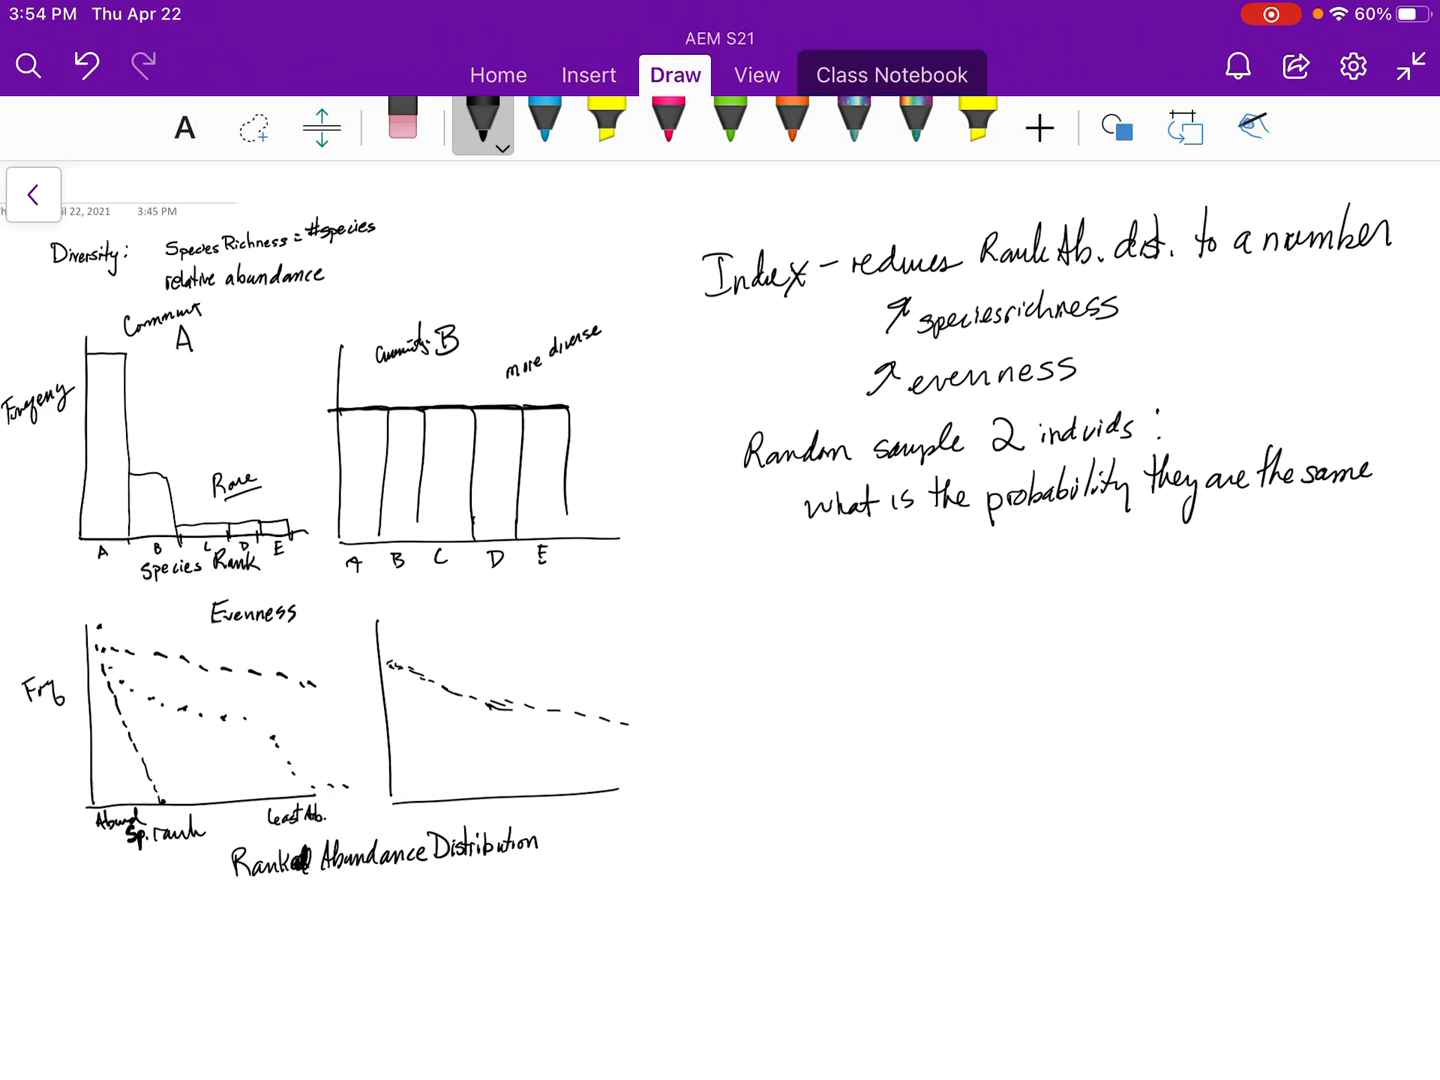 3:54 PM Thu Apr 22
60%
AEM S21
Home Insert Draw View Class Notebook
A
il 22, 2021 3:45 PM
Diversity: Species Richness = #species
relative abundance
Community
A
Community B
more diverse
Frequency
Rare
A B C D E
Species Rank
A B C D E
Evenness
Frq
Abund
Sp. rank
Least Ab.
Ranked Abundance Distribution
Index - reduces Rank Ab. dist. to a number
↗ species richness
↗ evenness
Random sample 2 individs:
what is the probability they are the same